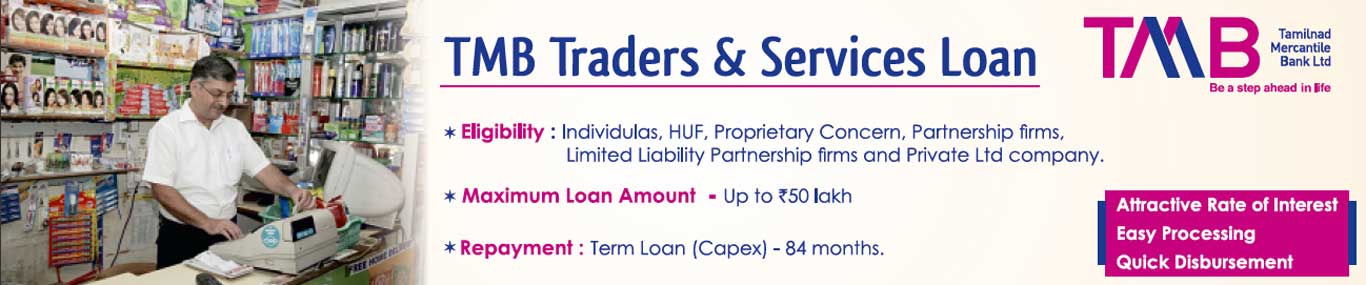 TMB Traders & Services Loan
TMB
Tamilnad
Mercantile
Bank Ltd
Be a step ahead in life
✶ Eligibility : Individulas, HUF, Proprietary Concern, Partnership firms,
Limited Liability Partnership firms and Private Ltd company.
✶ Maximum Loan Amount - Up to ₹50 lakh
✶ Repayment : Term Loan (Capex) - 84 months.
Attractive Rate of Interest
Easy Processing
Quick Disbursement
FREE HOME DELIVERY